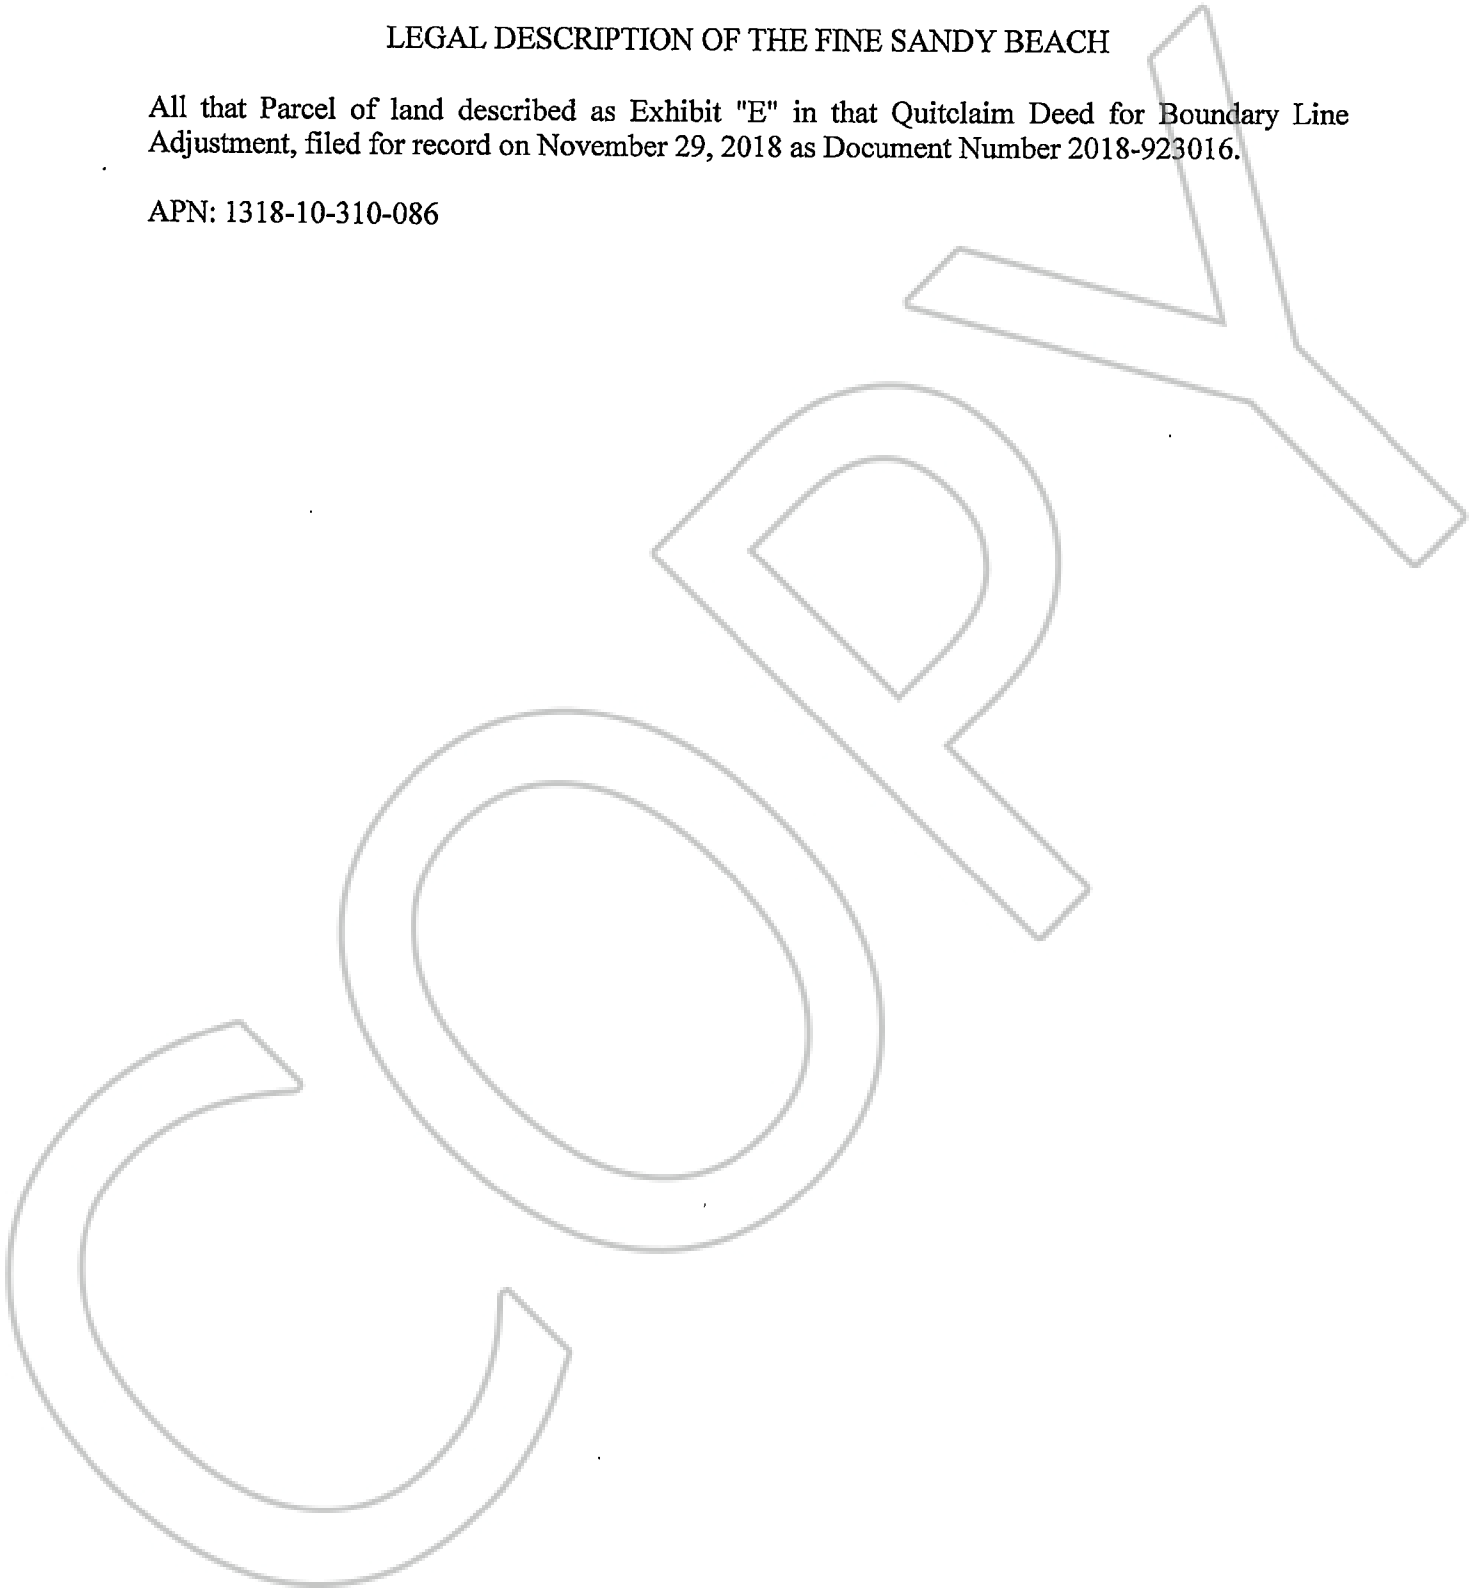 LEGAL DESCRIPTION OF THE FINE SANDY BEACH
All that Parcel of land described as Exhibit "E" in that Quitclaim Deed for Boundary Line
Adjustment, filed for record on November 29, 2018 as Document Number 2018-923016.
APN: 1318-10-310-086
COPY